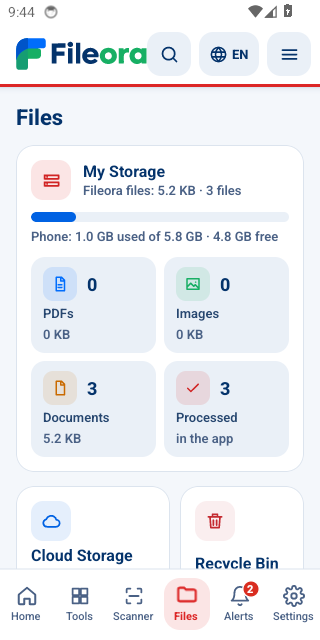 9:44
Fileora
EN
Files
My Storage
Fileora files: 5.2 KB · 3 files
Phone: 1.0 GB used of 5.8 GB · 4.8 GB free
0
PDFs
0 KB
0
Images
0 KB
3
Documents
5.2 KB
3
Processed
in the app
Cloud Storage
Recycle Bin
Home
Tools
Scanner
Files
2
Alerts
Settings